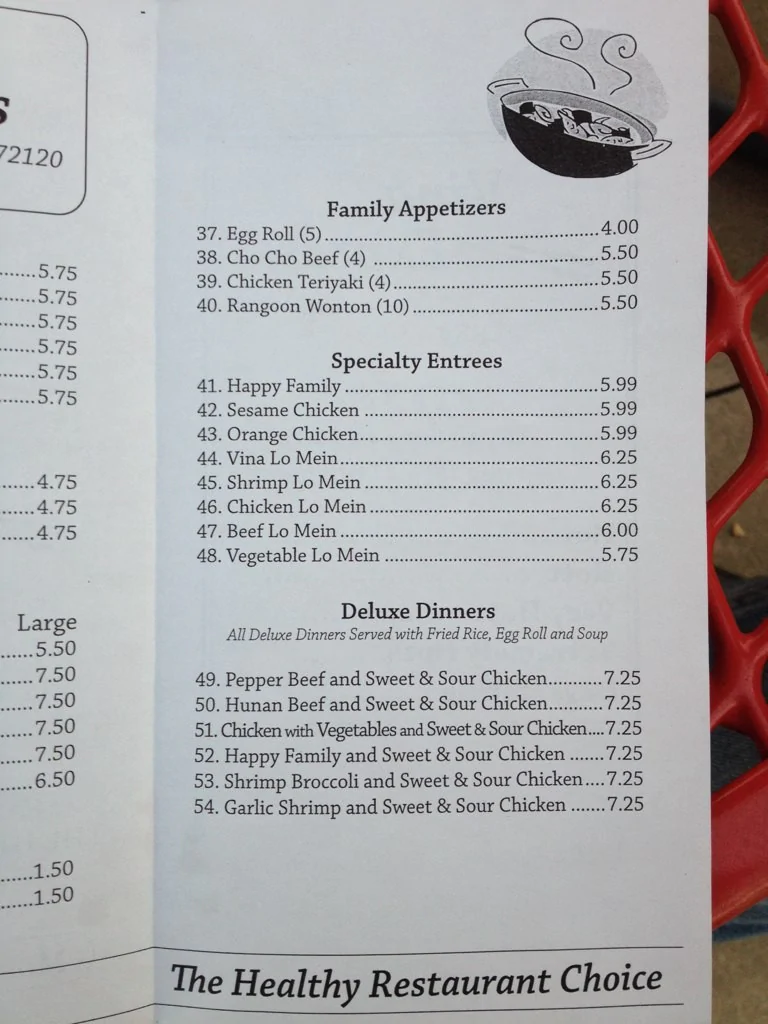 s
72120
......5.75
......5.75
......5.75
......5.75
......5.75
......5.75
......4.75
......4.75
......4.75
Large
......5.50
......7.50
......7.50
......7.50
......7.50
......6.50
......1.50
......1.50
Family Appetizers
37. Egg Roll (5)......................................................4.00
38. Cho Cho Beef (4) .............................................5.50
39. Chicken Teriyaki (4).........................................5.50
40. Rangoon Wonton (10).....................................5.50
Specialty Entrees
41. Happy Family...................................................5.99
42. Sesame Chicken ...............................................5.99
43. Orange Chicken................................................5.99
44. Vina Lo Mein....................................................6.25
45. Shrimp Lo Mein................................................6.25
46. Chicken Lo Mein..............................................6.25
47. Beef Lo Mein ....................................................6.00
48. Vegetable Lo Mein ...........................................5.75
Deluxe Dinners
All Deluxe Dinners Served with Fried Rice, Egg Roll and Soup
49. Pepper Beef and Sweet & Sour Chicken...........7.25
50. Hunan Beef and Sweet & Sour Chicken...........7.25
51. Chicken with Vegetables and Sweet & Sour Chicken....7.25
52. Happy Family and Sweet & Sour Chicken .......7.25
53. Shrimp Broccoli and Sweet & Sour Chicken....7.25
54. Garlic Shrimp and Sweet & Sour Chicken .......7.25
The Healthy Restaurant Choice